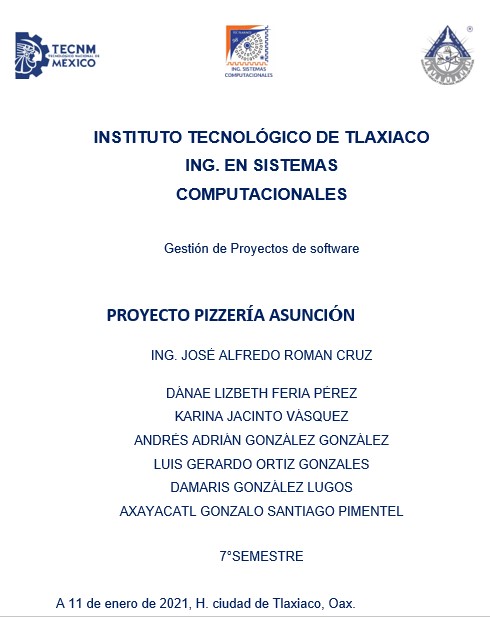 TECNM
TECNOLÓGICO NACIONAL DE
MÉXICO
ING. SISTEMAS
COMPUTACIONALES
®
INSTITUTO TECNOLÓGICO DE TLAXIACO
ING. EN SISTEMAS
COMPUTACIONALES
Gestión de Proyectos de software
PROYECTO PIZZERÍA ASUNCIÓN
ING. JOSÉ ALFREDO ROMAN CRUZ
DÀNAE LIZBETH FERIA PÉREZ
KARINA JACINTO VÀSQUEZ
ANDRÉS ADRIÀN GONZÀLEZ GONZÀLEZ
LUIS GERARDO ORTIZ GONZALES
DAMARIS GONZÀLEZ LUGOS
AXAYACATL GONZALO SANTIAGO PIMENTEL
7°SEMESTRE
A 11 de enero de 2021, H. ciudad de Tlaxiaco, Oax.